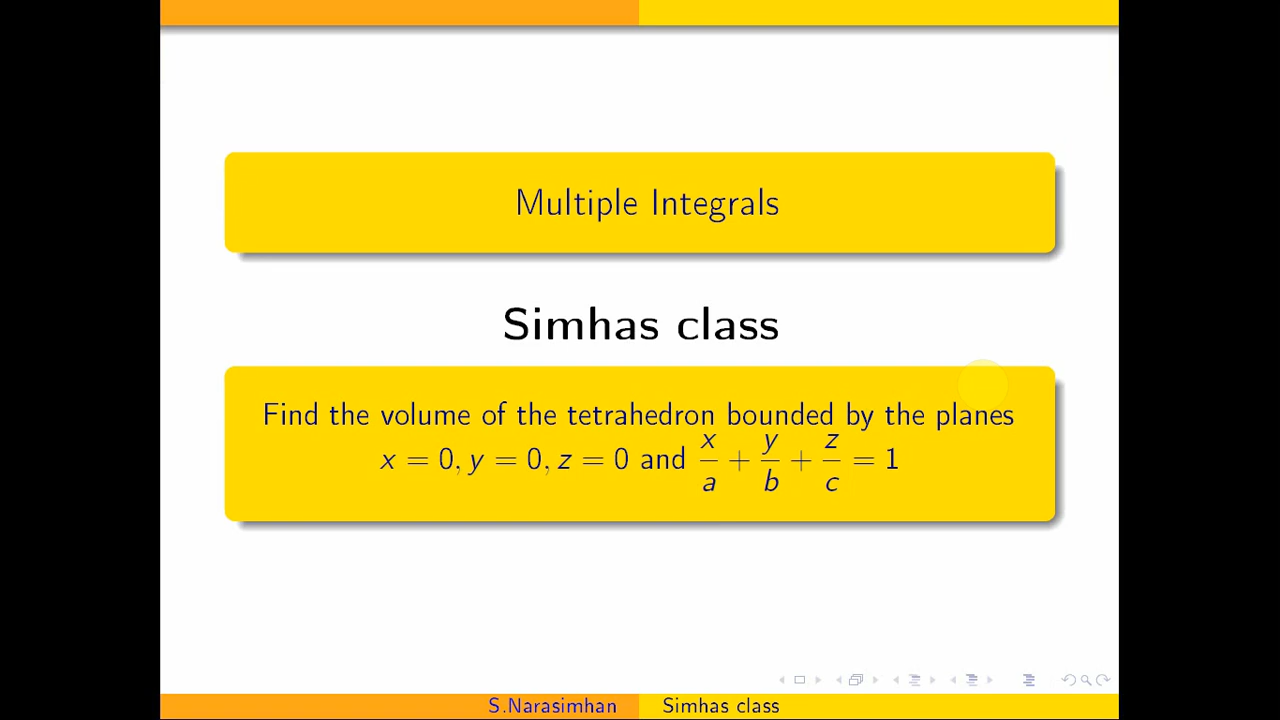 Multiple Integrals
Simhas class
Find the volume of the tetrahedron bounded by the planes
x = 0, y = 0, z = 0 and x/a + y/b + z/c = 1
S.Narasimhan Simhas class